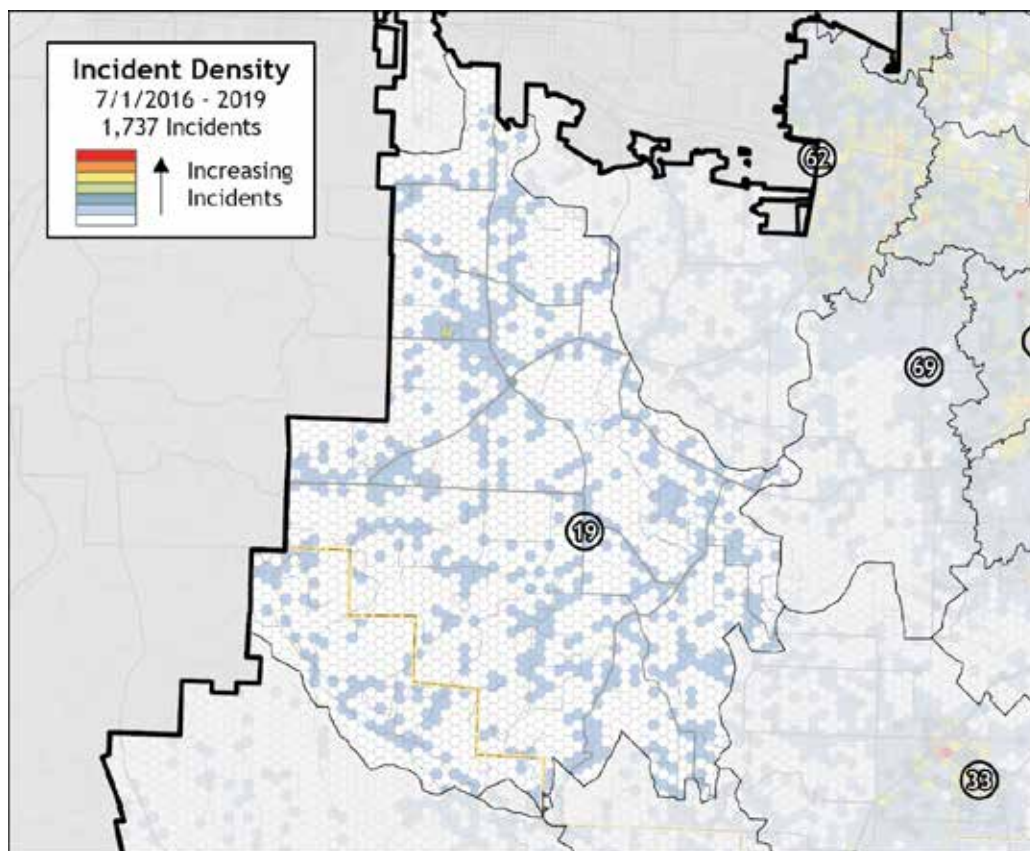 Incident Density
7/1/2016 - 2019
1,737 Incidents
Increasing
Incidents
62
69
19
33